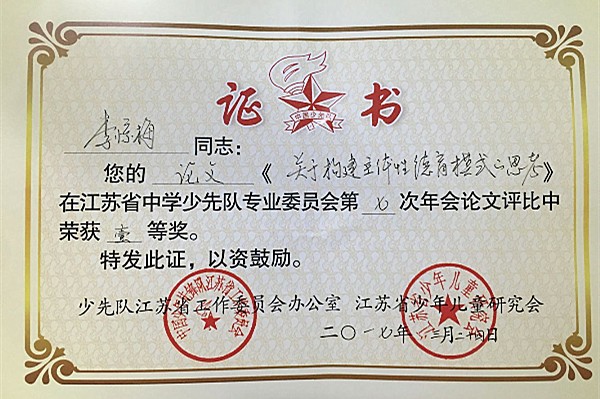 证 书
中国少先队
李琼梅 同志：
您的 论文 《关于构建主体性德育模式的思考》
在江苏省中学少先队专业委员会第 七 次年会论文评比中
荣获 壹 等奖。
特发此证，以资鼓励。
少先队江苏省工作委员会办公室 江苏省少年儿童研究会
二〇一七年 三月二十四日